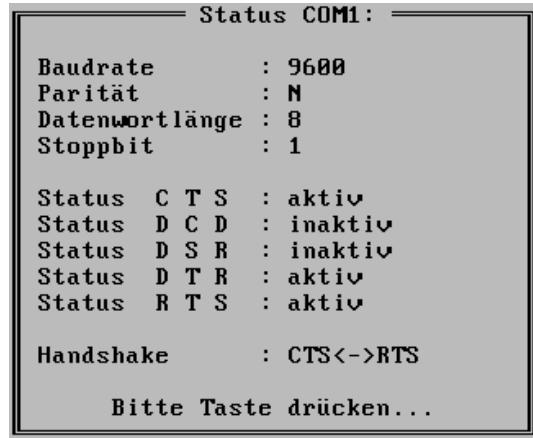 Status COM1:
Baudrate : 9600
Parität : N
Datenwortlänge : 8
Stoppbit : 1
Status C T S : aktiv
Status D C D : inaktiv
Status D S R : inaktiv
Status D T R : aktiv
Status R T S : aktiv
Handshake : CTS<->RTS
Bitte Taste drücken...